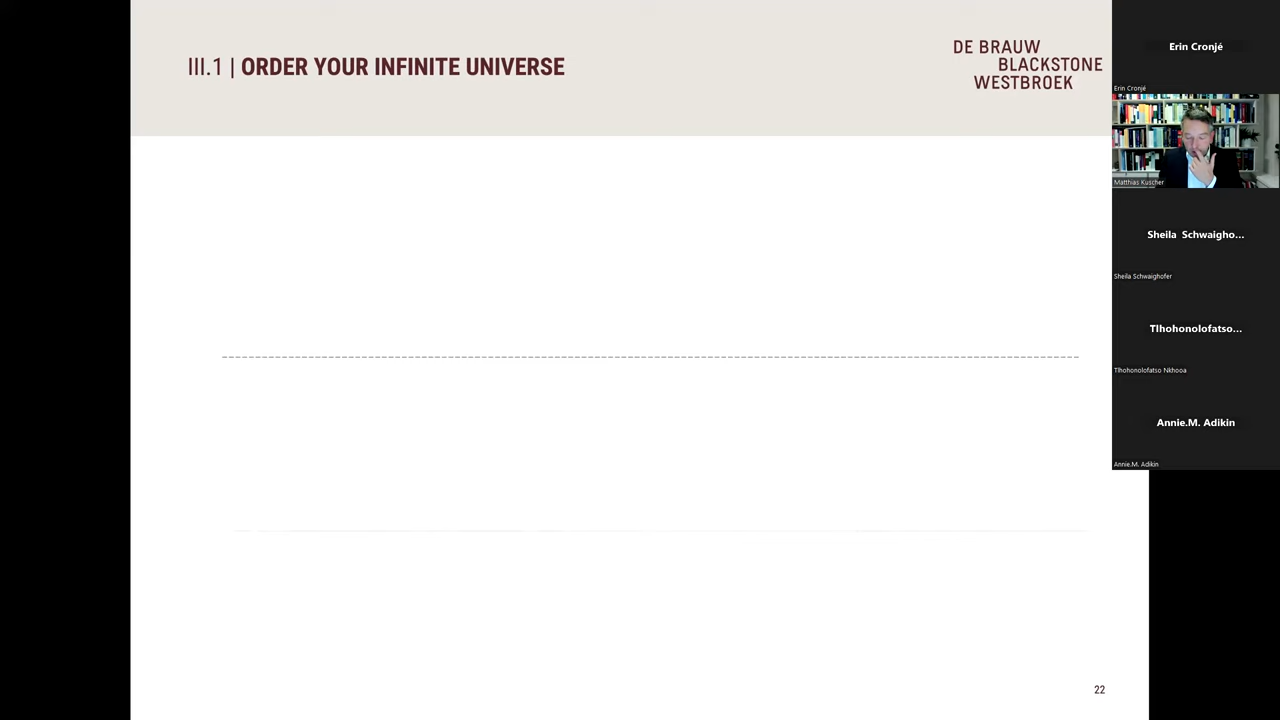 III.1 | ORDER YOUR INFINITE UNIVERSE
DE BRAUW
BLACKSTONE
WESTBROEK
Erin Cronjé
Erin Cronjé
Matthias Kuscher
Sheila Schwaigho...
Sheila Schwaighofer
Tlhohonolofatso...
Tlhohonolofatso Nkhooa
Annie.M. Adikin
Annie.M. Adikin
22